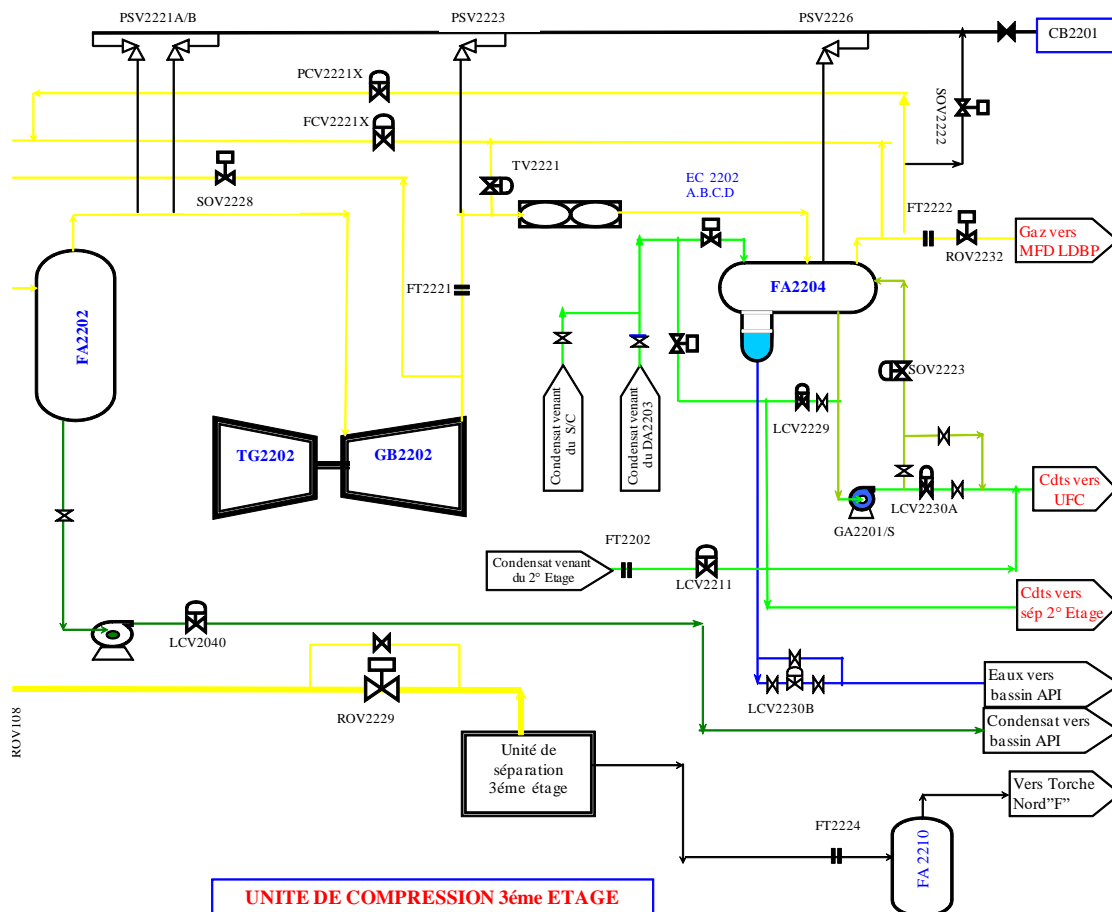 PSV2221A/B
PSV2223
PSV2226
CB2201
PCV2221X
SOV2222
FCV2221X
TV2221
EC 2202
A.B.C.D
SOV2228
FT2222
Gaz vers
MFD LDBP
ROV2232
FT2221
FA2204
FA2202
SOV2223
Condensat venant
du S/C
Condensat venant
du DA2203
LCV2229
TG2202
GB2202
Cdts vers
UFC
LCV2230A
GA2201/S
FT2202
Condensat venant
du 2° Etage
LCV2211
Cdts vers
sép 2° Etage
LCV2040
Eaux vers
bassin API
LCV2230B
ROV2229
Condensat vers
bassin API
ROV108
Unité de
séparation
3éme étage
Vers Torche
Nord"F"
FT2224
FA 2210
UNITE DE COMPRESSION 3éme ETAGE